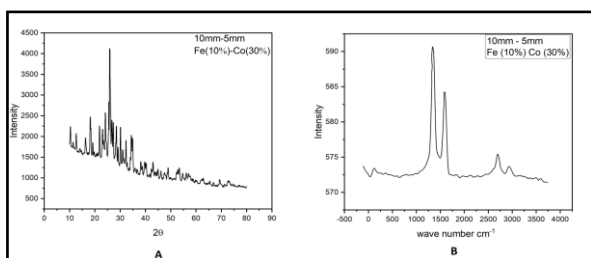 10mm-5mm
Fe(10%)-Co(30%)
4500
4000
3500
3000
2500
2000
1500
1000
500
Intensity
0 10 20 30 40 50 60 70 80 90
2θ
A
10mm - 5mm
Fe (10%) Co (30%)
590
585
580
575
570
Intensity
-500 0 500 1000 1500 2000 2500 3000 3500 4000
wave number cm-1
B